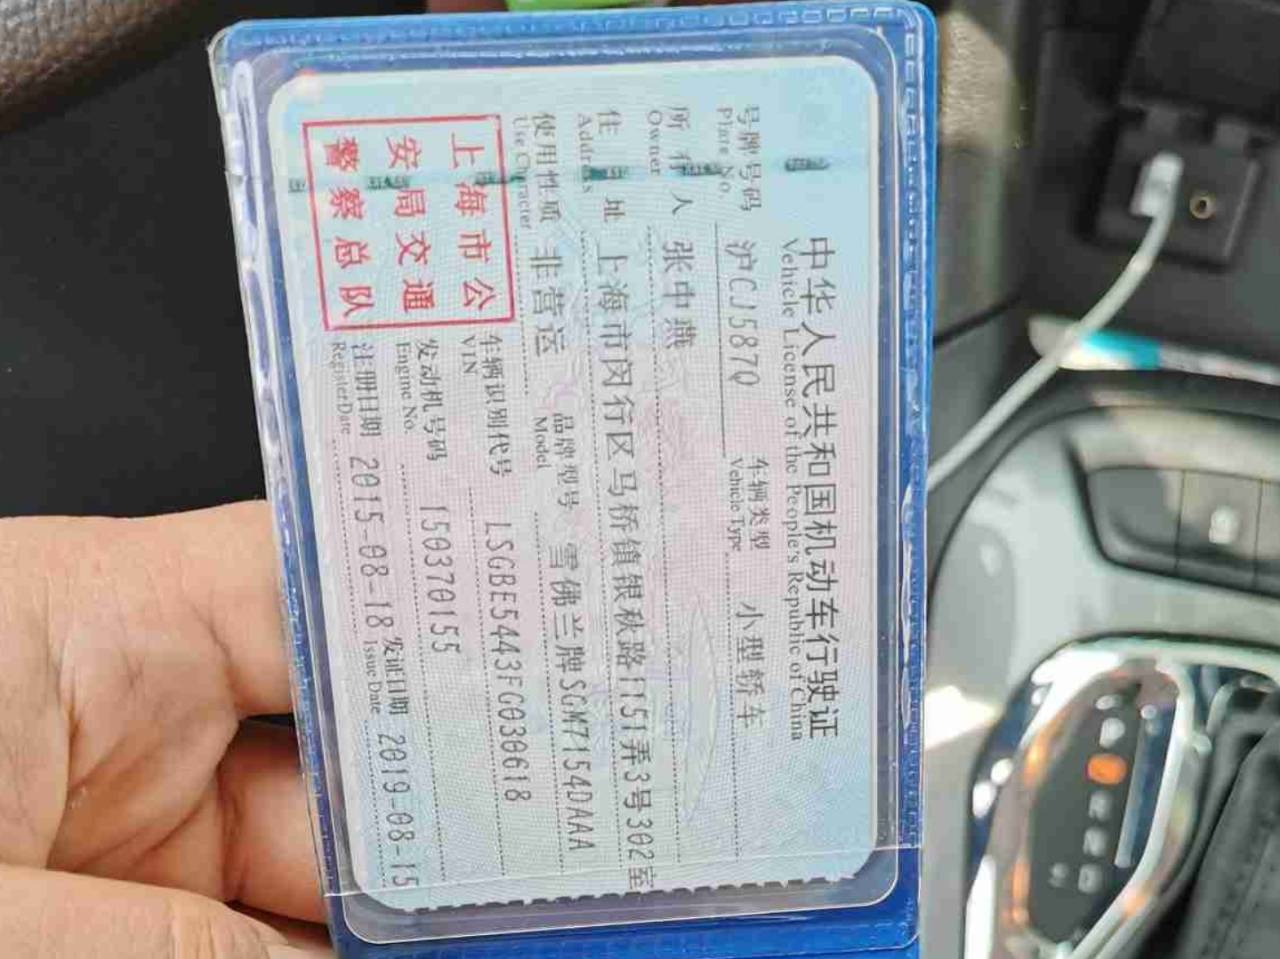 中华人民共和国机动车行驶证
Vehicle License of the People's Republic of China
号牌号码 沪CJ587Q 车辆类型 小型轿车
Plate No. Vehicle Type
所有人 张中燕
Owner
住址 上海市闵行区马桥镇银秋路1151弄3号302室
Address
使用性质 非营运 品牌型号 雪佛兰牌SGM7154DAAA
Use Character Model
上海市公
安局交通
警察总队
车辆识别代号 LSGBE5443FG030618
VIN
发动机号码 150370155
Engine No.
注册日期 2015-08-18 发证日期 2019-08-15
Register Date Issue Date
P